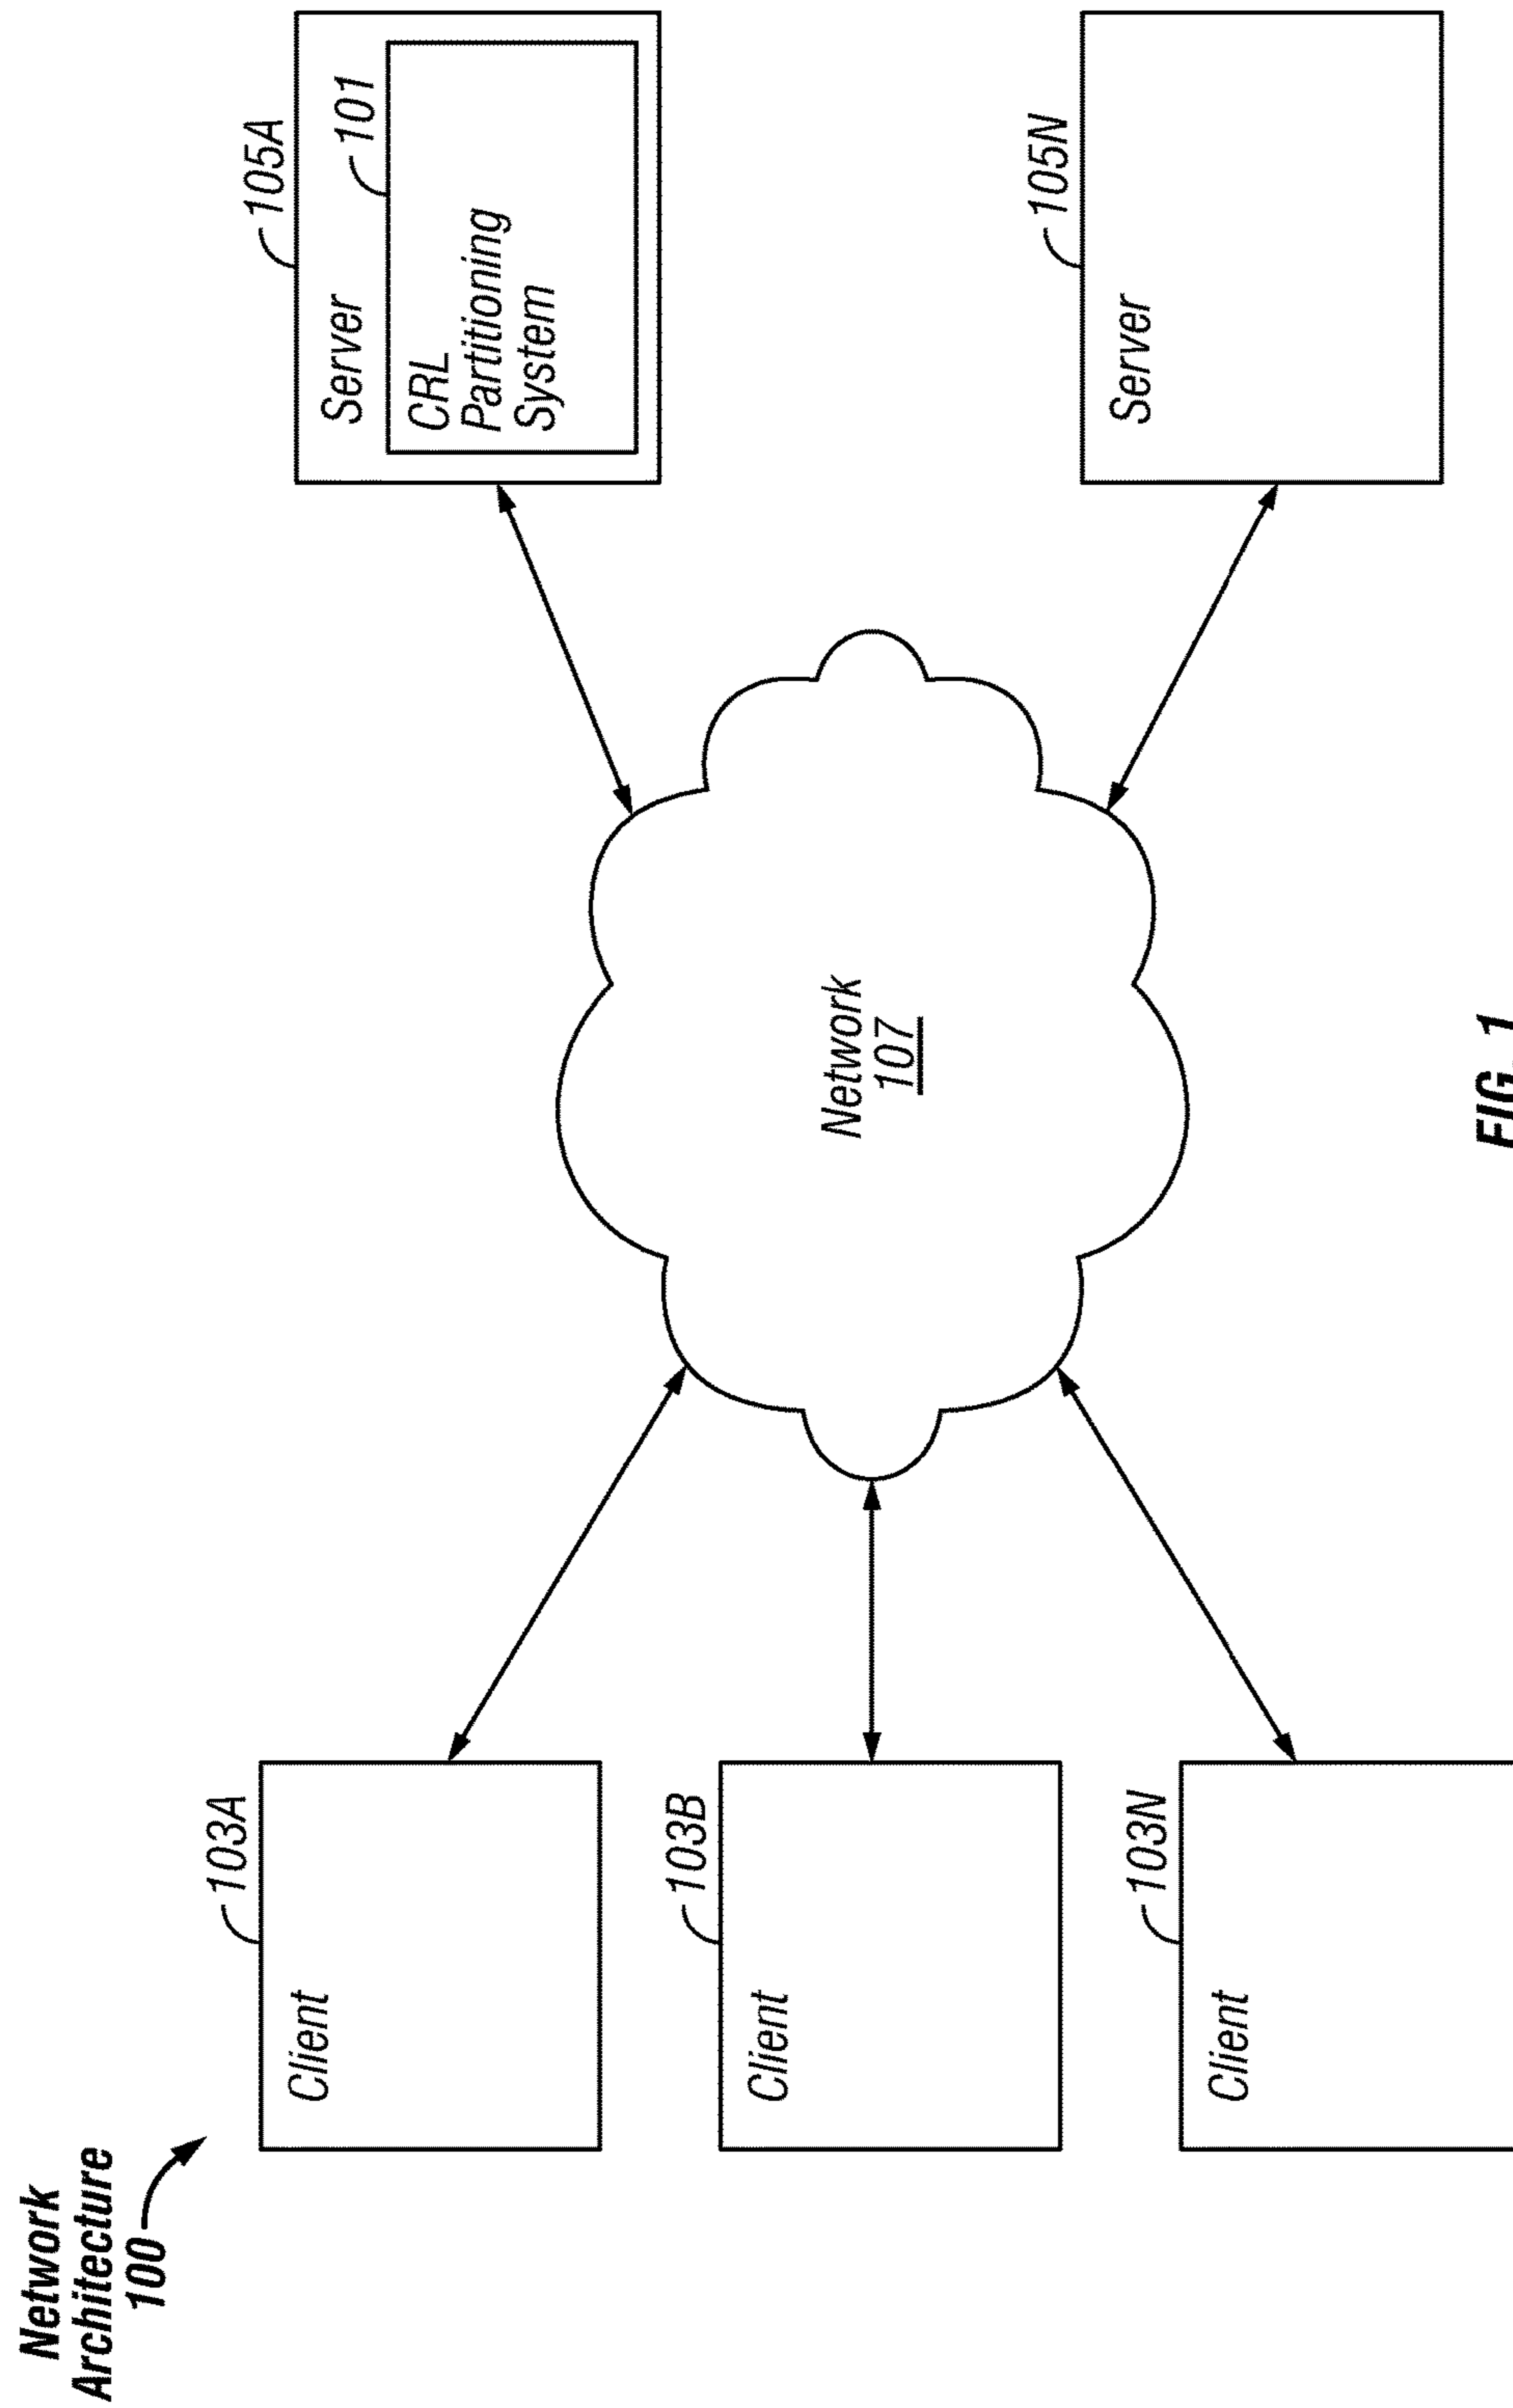 Network
Architecture
100
103A
Client
103B
Client
103N
Client
Network
107
105A
Server
101
CRL
Partitioning
System
105N
Server
FIG. 1